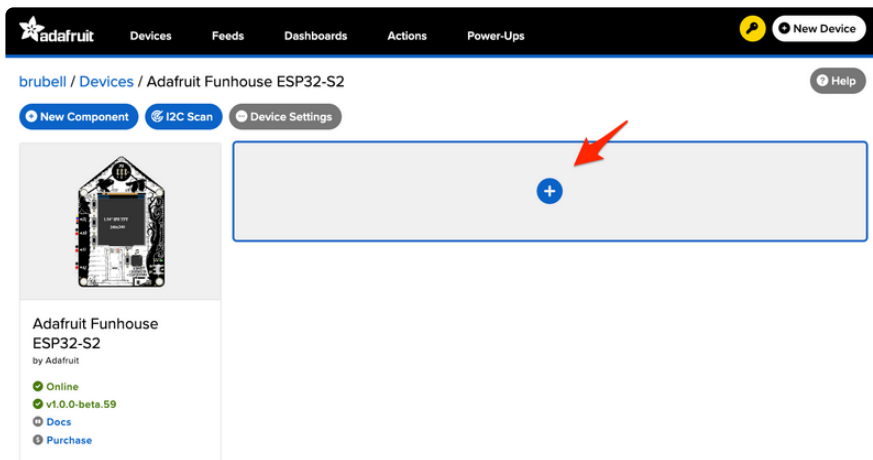 adafruit Devices Feeds Dashboards Actions Power-Ups New Device
brubell / Devices / Adafruit Funhouse ESP32-S2 Help
New Component I2C Scan Device Settings
Adafruit Funhouse
ESP32-S2
by Adafruit
Online
v1.0.0-beta.59
Docs
Purchase